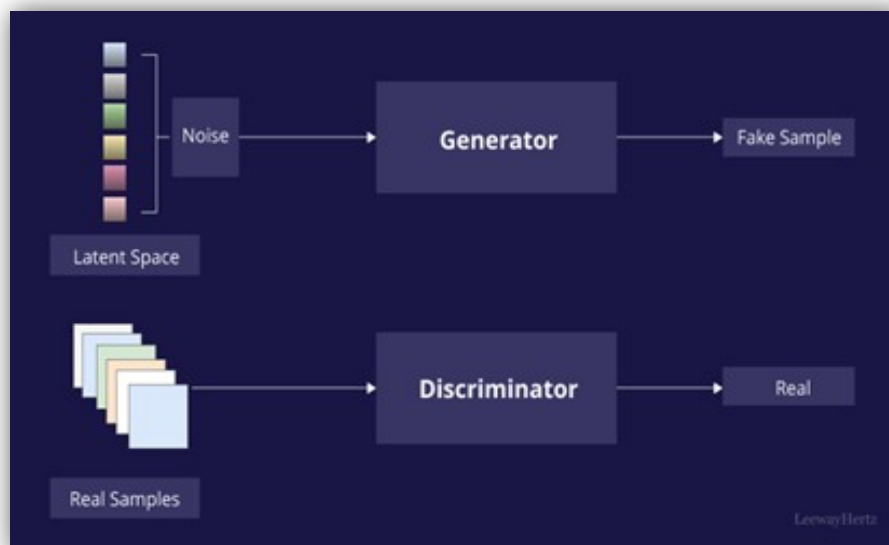 Noise
Generator
Fake Sample
Latent Space
Discriminator
Real
Real Samples
LeewayHertz